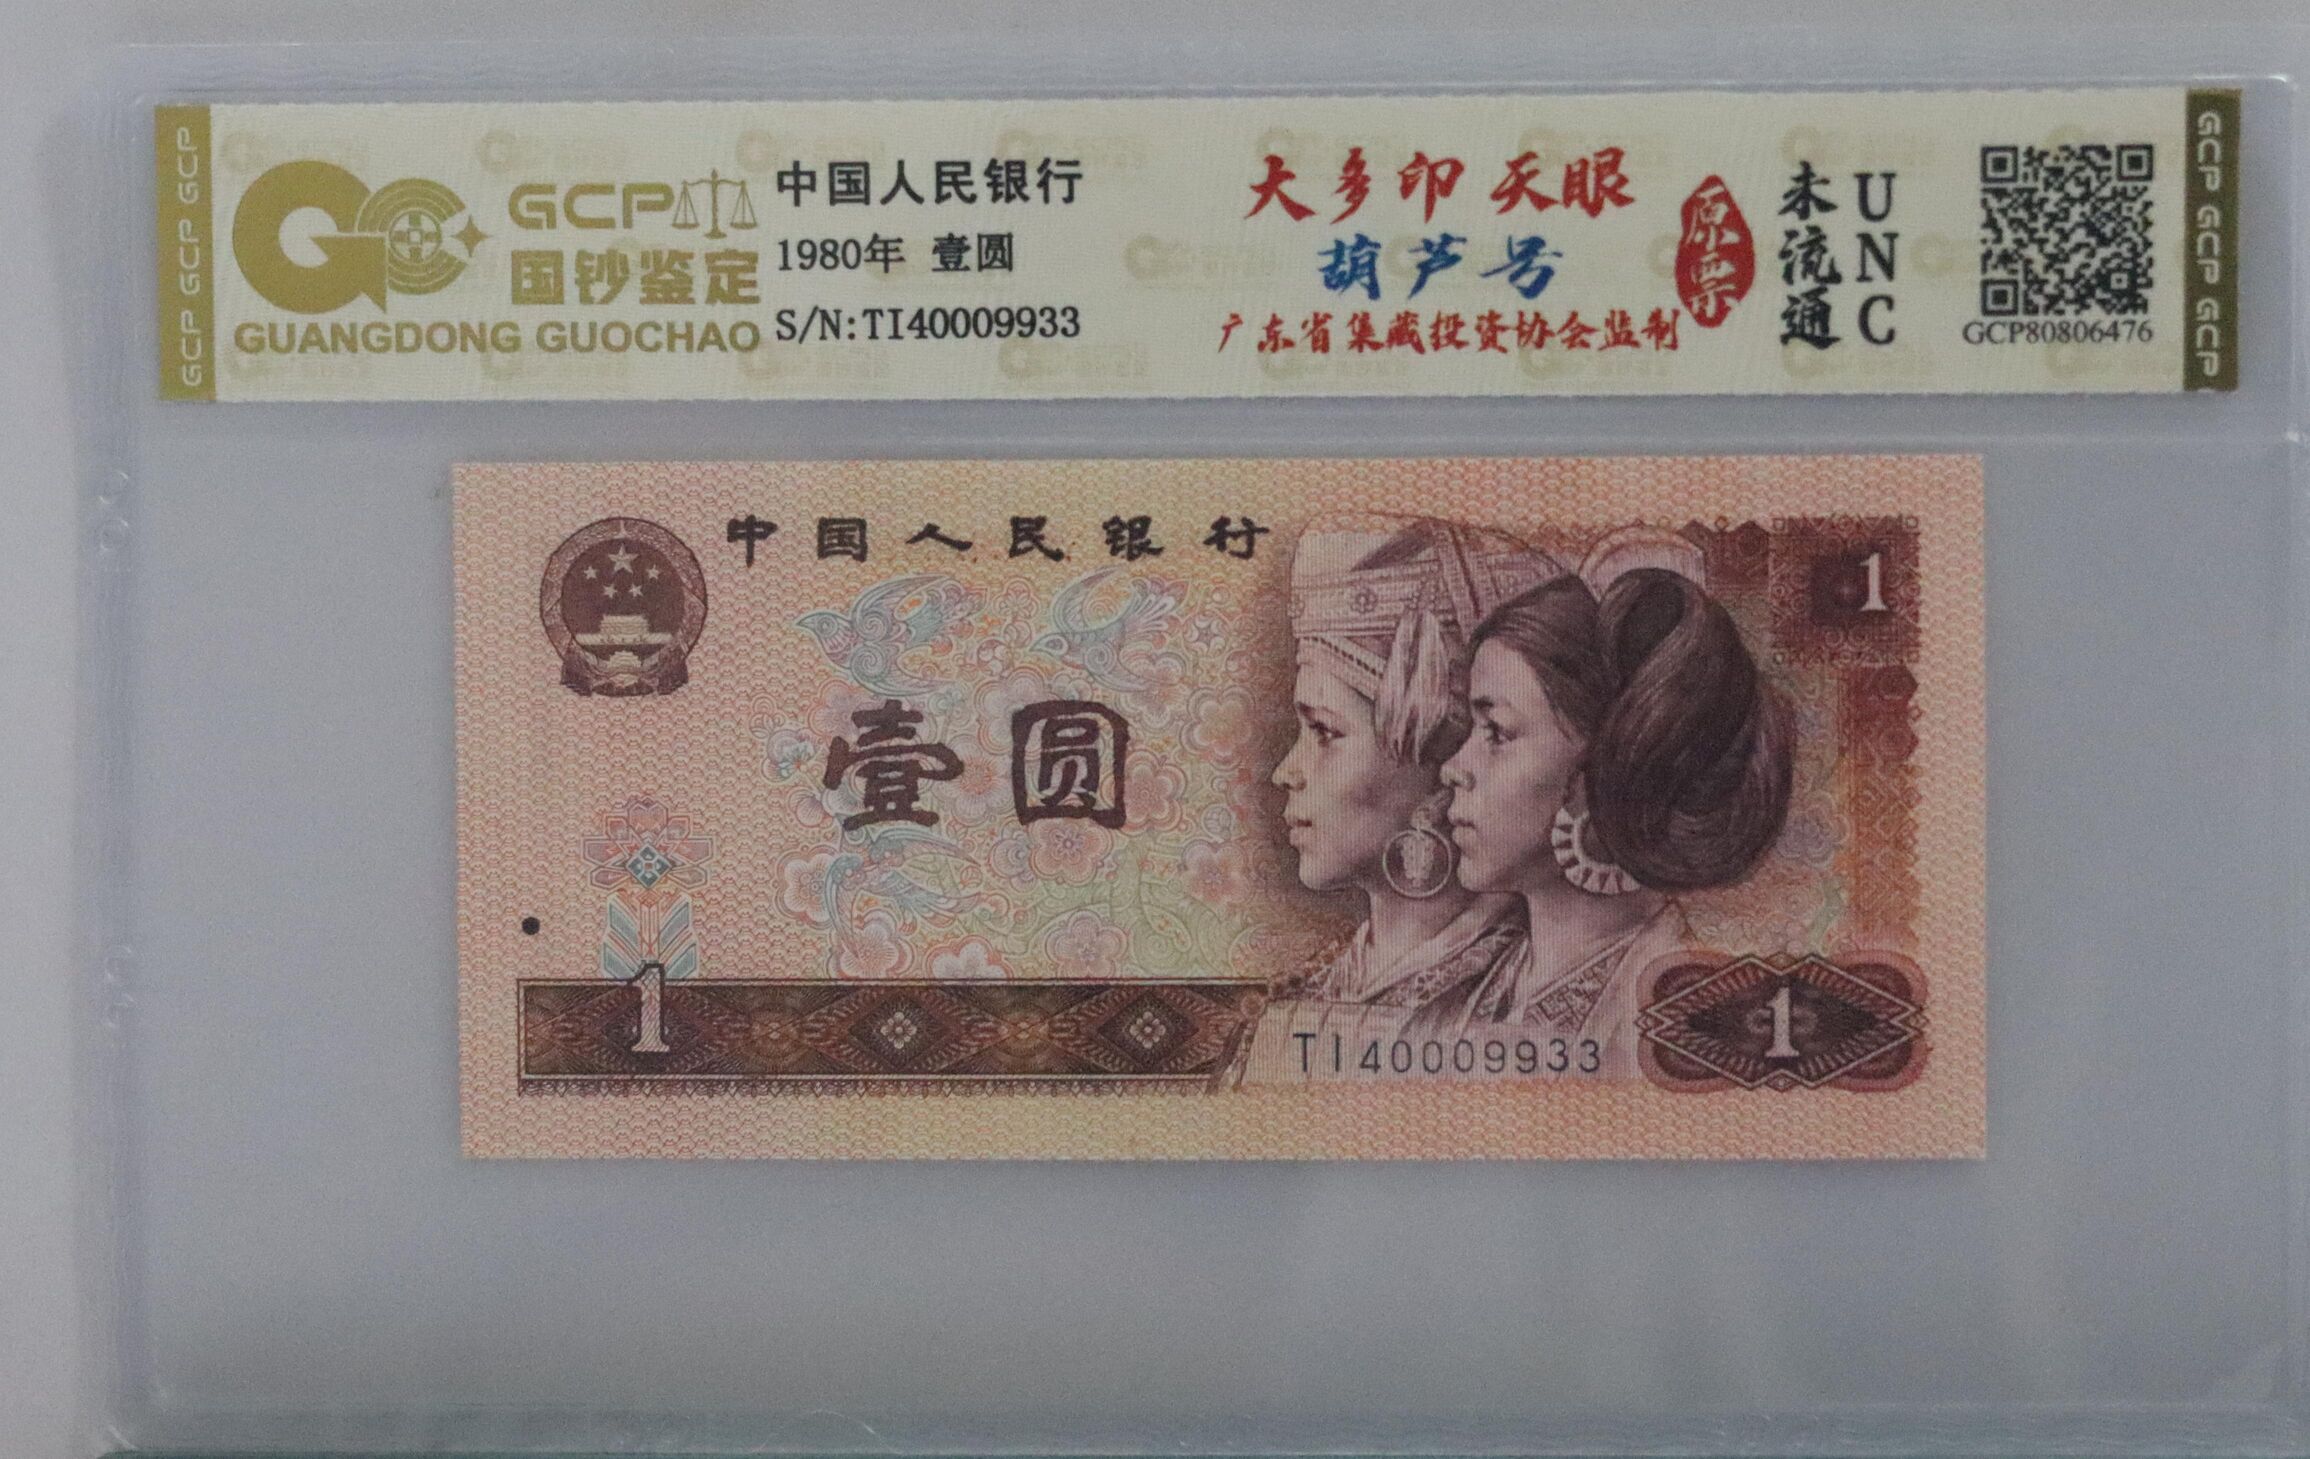 GCP GCP GCP
GCP
国钞鉴定
GUANGDONG GUOCHAO
中国人民银行
1980年 壹圆
S/N:TI40009933
大多印 天眼
葫芦号
广东省集藏投资协会监制
原票
未流通
UNC
GCP80806476
GCP GCP GCP
中国人民银行
1
壹圆
1
TI40009933
1